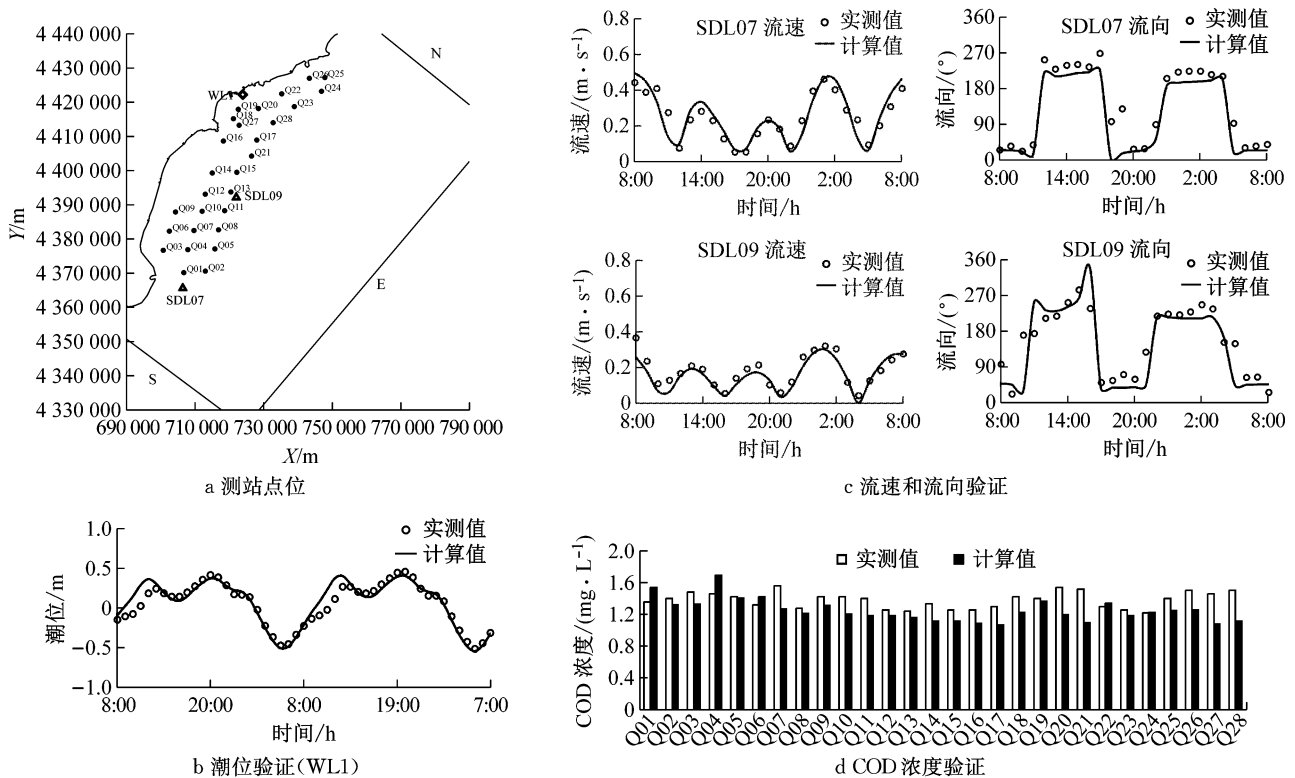 4 440 000
4 430 000
4 420 000
4 410 000
4 400 000
4 390 000
4 380 000
4 370 000
4 360 000
4 350 000
4 340 000
4 330 000
Y/m
690 000 710 000 730 000 750 000 770 000 790 000
X/m
N
E
S
WL1
Q26 Q25
Q22 Q24
Q19 Q20 Q23
Q18
Q27 Q28
Q16 Q17
Q21
Q14 Q15
Q12 Q13
SDL09
Q09 Q10 Q11
Q06 Q07 Q08
Q03 Q04 Q05
Q01 Q02
SDL07
a 测站点位
SDL07 流速
实测值
计算值
流速/(m·s⁻¹)
0.8
0.6
0.4
0.2
0
8:00 14:00 20:00 2:00 8:00
时间/h
SDL07 流向
实测值
计算值
流向/(°)
360
270
180
90
0
8:00 14:00 20:00 2:00 8:00
时间/h
SDL09 流速
实测值
计算值
流速/(m·s⁻¹)
0.8
0.6
0.4
0.2
0
8:00 14:00 20:00 2:00 8:00
时间/h
SDL09 流向
实测值
计算值
流向/(°)
360
270
180
90
0
8:00 14:00 20:00 2:00 8:00
时间/h
c 流速和流向验证
实测值
计算值
潮位/m
1.0
0.5
0
−0.5
−1.0
8:00 20:00 8:00 19:00 7:00
时间/h
b 潮位验证(WL1)
实测值 计算值
COD 浓度/(mg·L⁻¹)
2.0
1.6
1.2
0.8
0.4
0
Q01 Q02 Q03 Q04 Q05 Q06 Q07 Q08 Q09 Q10 Q11 Q12 Q13 Q14 Q15 Q16 Q17 Q18 Q19 Q20 Q21 Q22 Q23 Q24 Q25 Q26 Q27 Q28
d COD 浓度验证